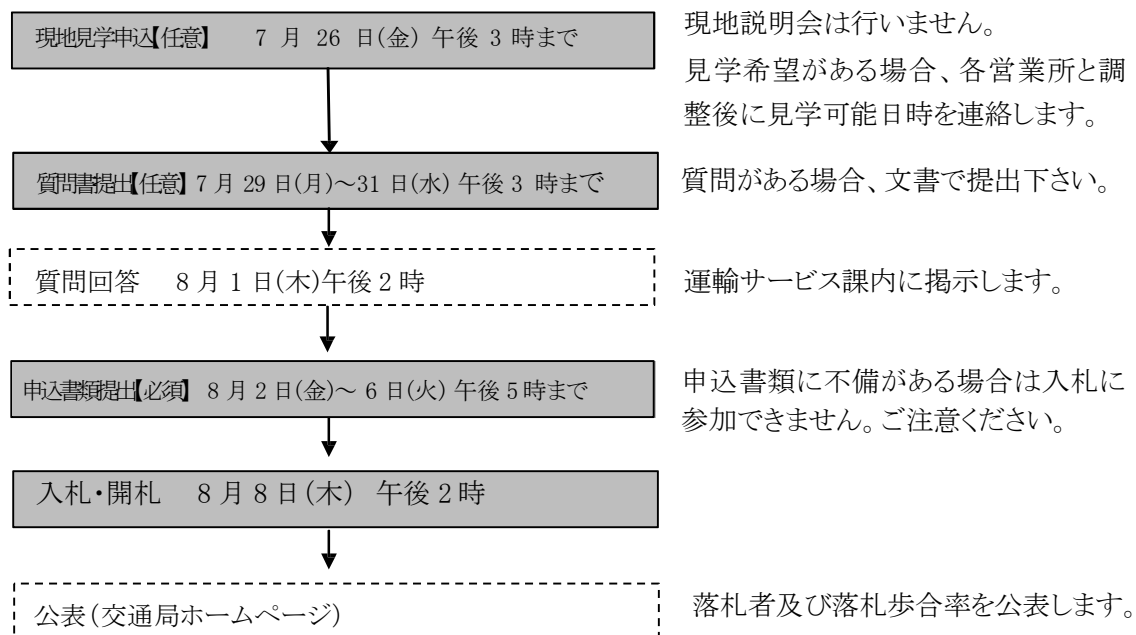 現地見学申込【任意】 7 月 26 日(金) 午後 3 時まで
現地説明会は行いません。
見学希望がある場合、各営業所と調
整後に見学可能日時を連絡します。
質問書提出【任意】 7 月 29 日(月)～31 日(水) 午後 3 時まで
質問がある場合、文書で提出下さい。
質問回答 8 月 1 日(木)午後 2 時
運輸サービス課内に掲示します。
申込書類提出【必須】 8 月 2 日(金)～ 6 日(火) 午後 5 時まで
申込書類に不備がある場合は入札に
参加できません。ご注意ください。
入札・開札 8 月 8 日(木) 午後 2 時
公表(交通局ホームページ)
落札者及び落札歩合率を公表します。